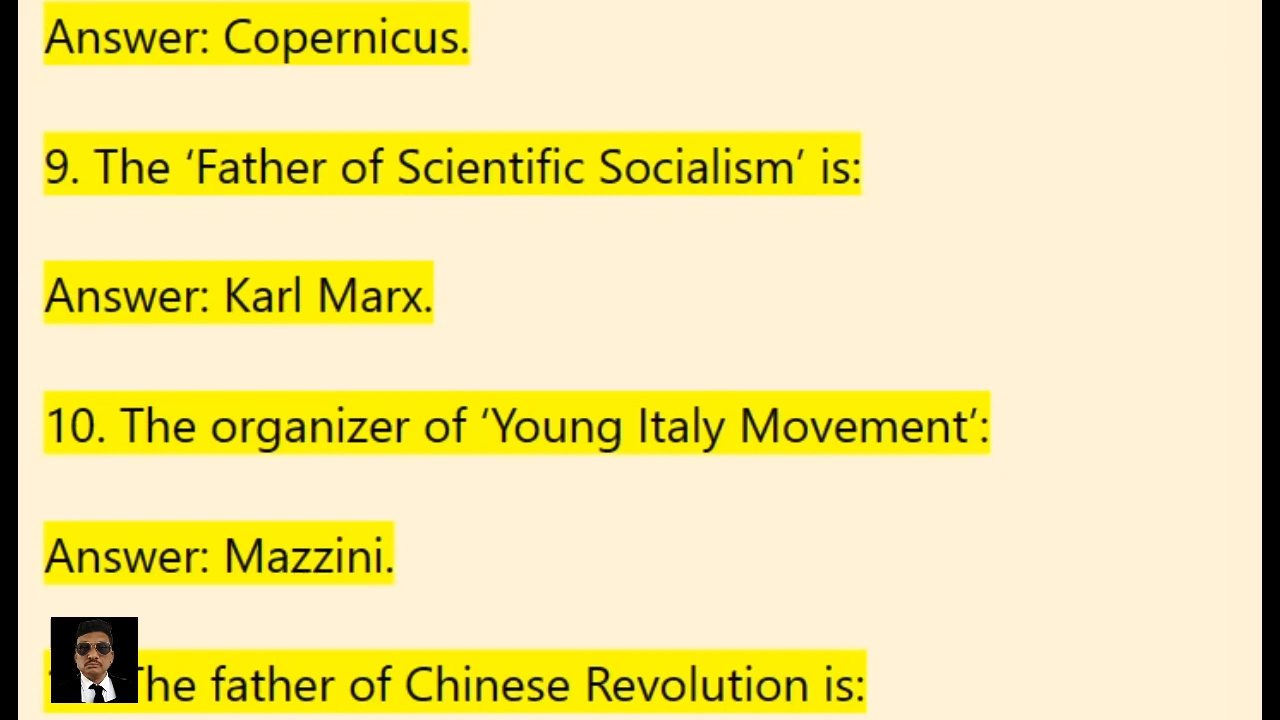 Answer: Copernicus.
9. The ‘Father of Scientific Socialism’ is:
Answer: Karl Marx.
10. The organizer of ‘Young Italy Movement’:
Answer: Mazzini.
The father of Chinese Revolution is: